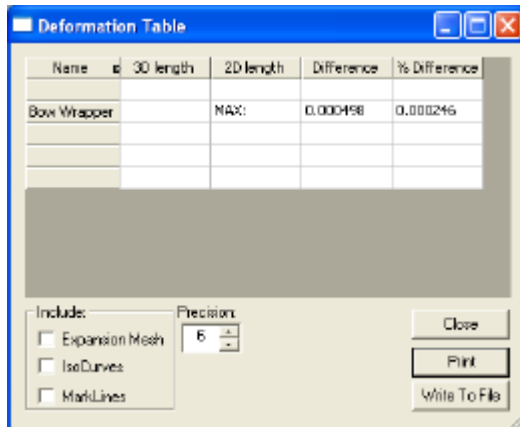 Deformation Table
Name 3D length 2D length Difference % Difference
Bow Wrapper MAX: 0.000498 0.000246
Include: Precision:
Expansion Mesh 6 Close
IsoCurves Print
MarkLines Write To File